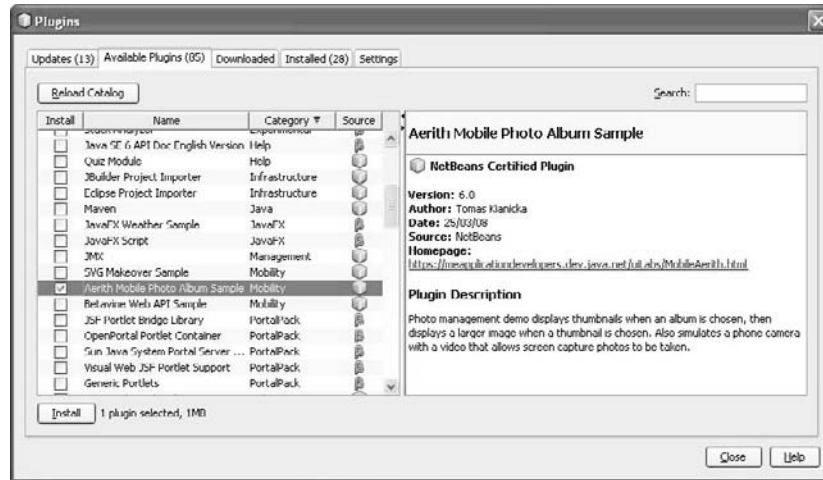 Plugins
Updates (13) Available Plugins (85) Downloaded Installed (28) Settings
Reload Catalog
Search:
Install Name Category Source
Java SE 6 API Doc English Version Help
Quiz Module Help
JBuilder Project Importer Infrastructure
Eclipse Project Importer Infrastructure
Maven Java
JavaFX Weather Sample JavaFX
JavaFX Script JavaFX
JMX Management
SVG Makeover Sample Mobility
Aerith Mobile Photo Album Sample Mobility
Betavine Web API Sample Mobility
JSF Portlet Bridge Library PortalPack
OpenPortal Portlet Container PortalPack
Sun Java System Portal Server ... PortalPack
Visual Web JSF Portlet Support PortalPack
Generic Portlets PortalPack
Install 1 plugin selected, 1MB
Aerith Mobile Photo Album Sample
NetBeans Certified Plugin
Version: 6.0
Author: Tomas Klanicka
Date: 25/03/08
Source: NetBeans
Homepage:
https://meapplicationdevelopers.dev.java.net/uiLabs/MobileAerith.html
Plugin Description
Photo management demo displays thumbnails when an album is chosen, then
displays a larger image when a thumbnail is chosen. Also simulates a phone camera
with a video that allows screen capture photos to be taken.
Close Help